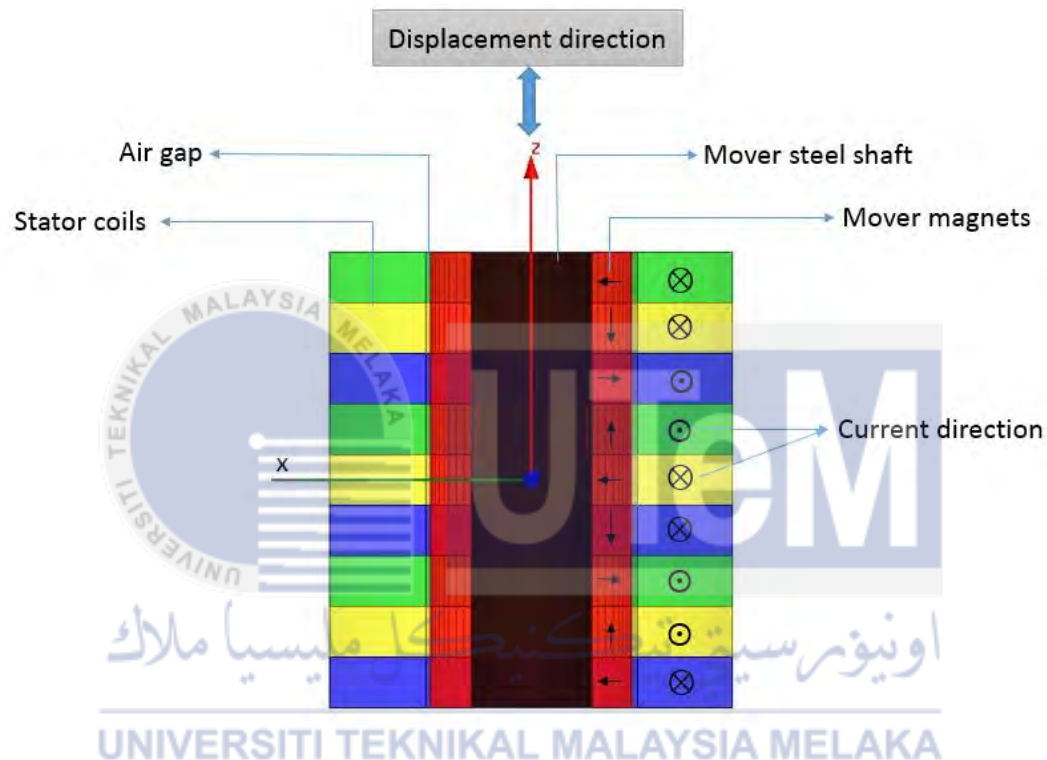 Displacement direction
z
Air gap
Mover steel shaft
Stator coils
Mover magnets
UNIVERSITI TEKNIKAL MALAYSIA MELAKA
UTeM
Current direction
x
اونيۏرسيتي تيكنيكل مليسيا ملاك
UNIVERSITI TEKNIKAL MALAYSIA MELAKA